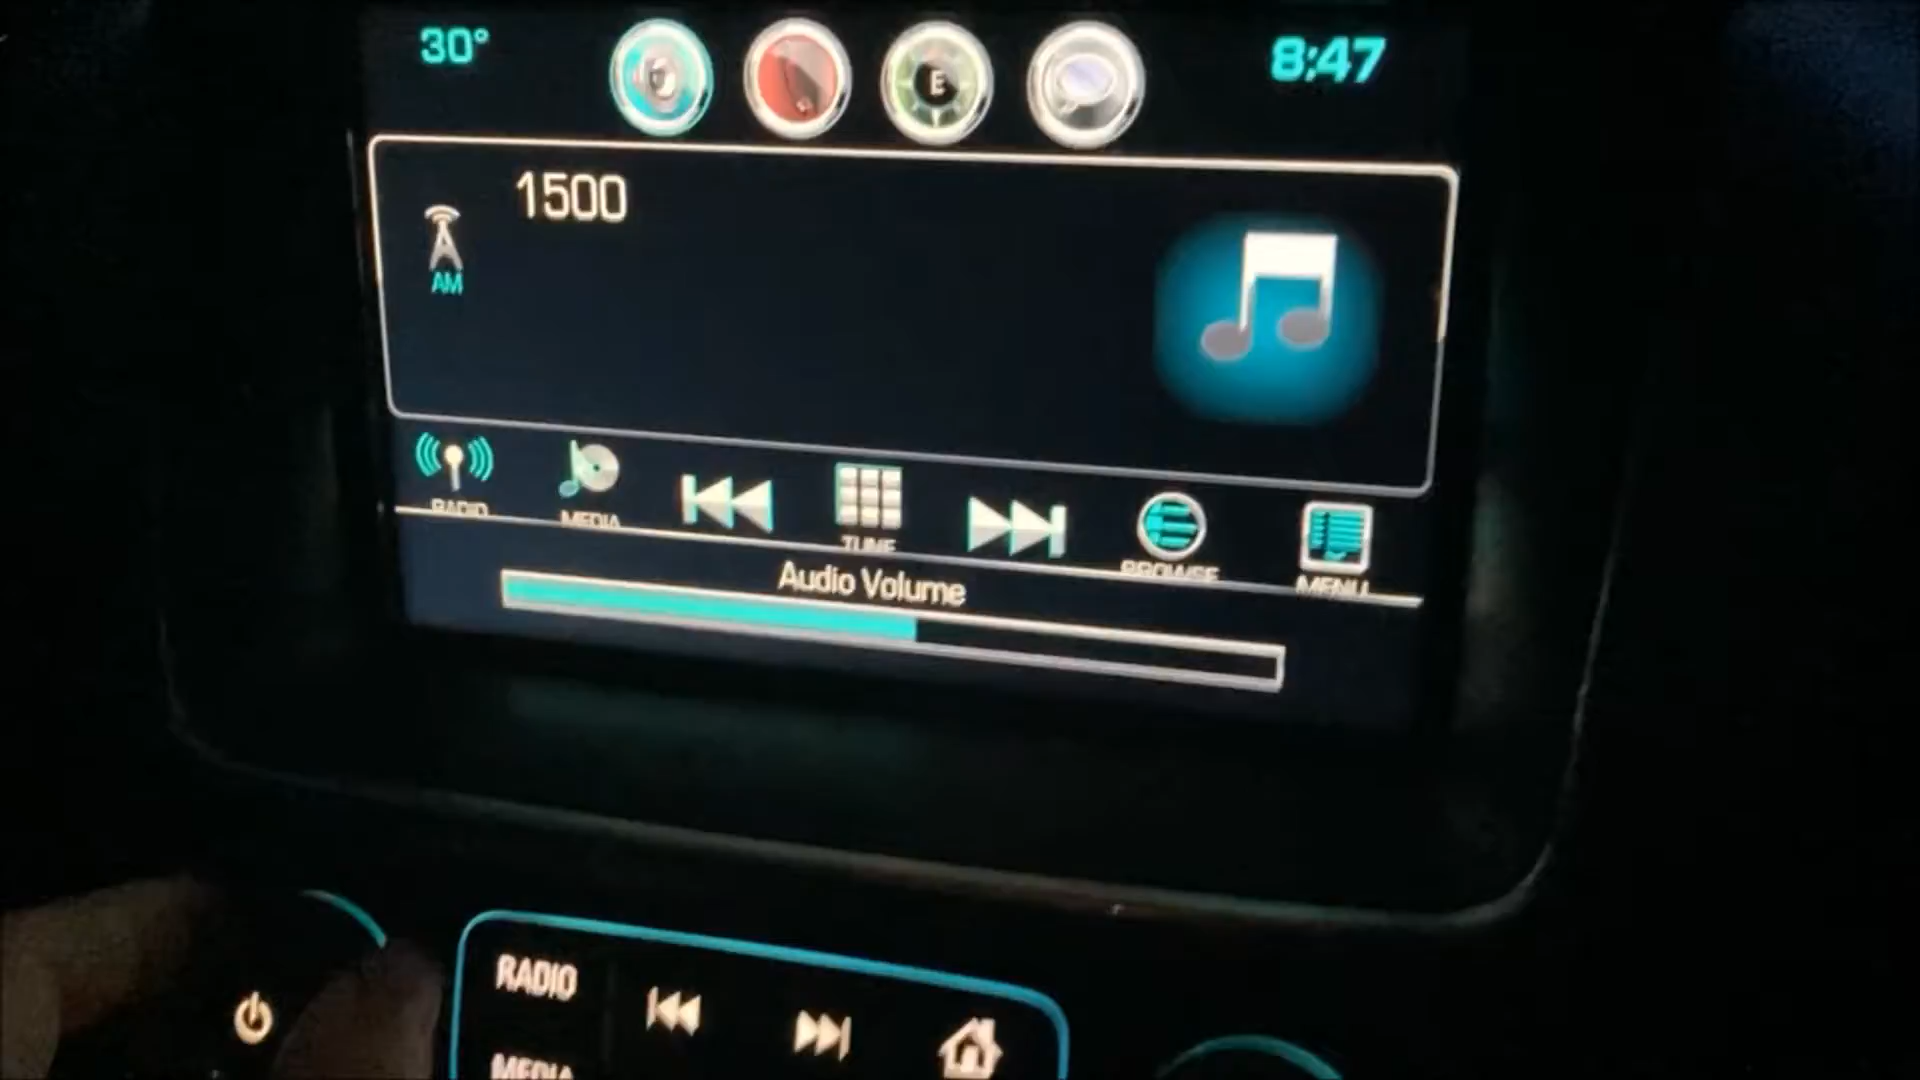 30°
E
8:47
1500
AM
RADIO
MEDIA
TUNE
BROWSE
MENU
Audio Volume
RADIO
MEDIA